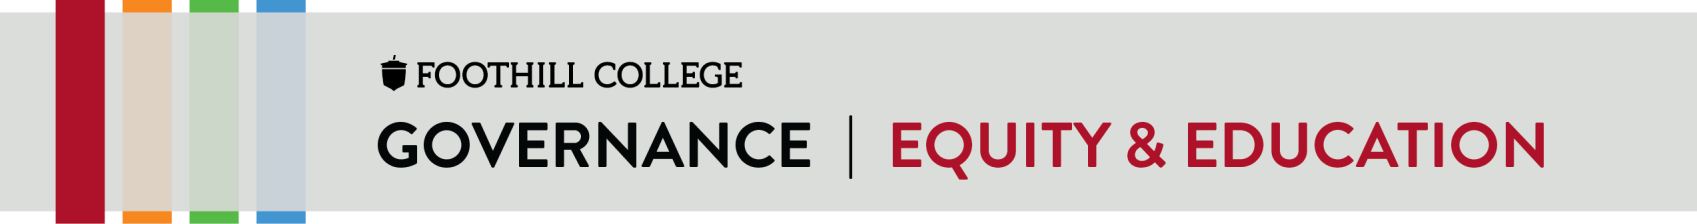 FOOTHILL COLLEGE
GOVERNANCE | EQUITY & EDUCATION